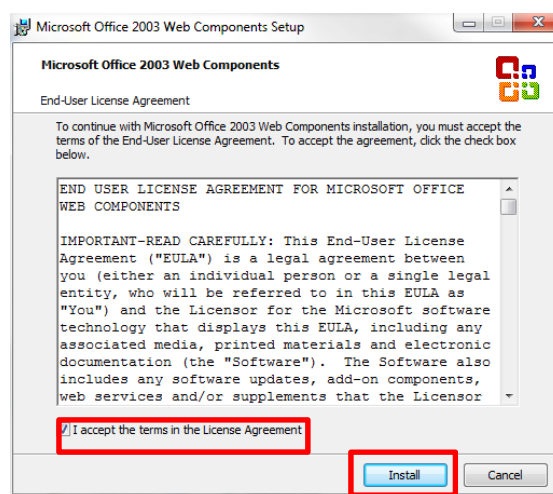 Microsoft Office 2003 Web Components Setup
Microsoft Office 2003 Web Components
End-User License Agreement
To continue with Microsoft Office 2003 Web Components installation, you must accept the
terms of the End-User License Agreement. To accept the agreement, click the check box
below.
END USER LICENSE AGREEMENT FOR MICROSOFT OFFICE
WEB COMPONENTS
IMPORTANT-READ CAREFULLY: This End-User License
Agreement ("EULA") is a legal agreement between
you (either an individual person or a single legal
entity, who will be referred to in this EULA as
"You") and the Licensor for the Microsoft software
technology that displays this EULA, including any
associated media, printed materials and electronic
documentation (the "Software"). The Software also
includes any software updates, add-on components,
web services and/or supplements that the Licensor
I accept the terms in the License Agreement
Install Cancel